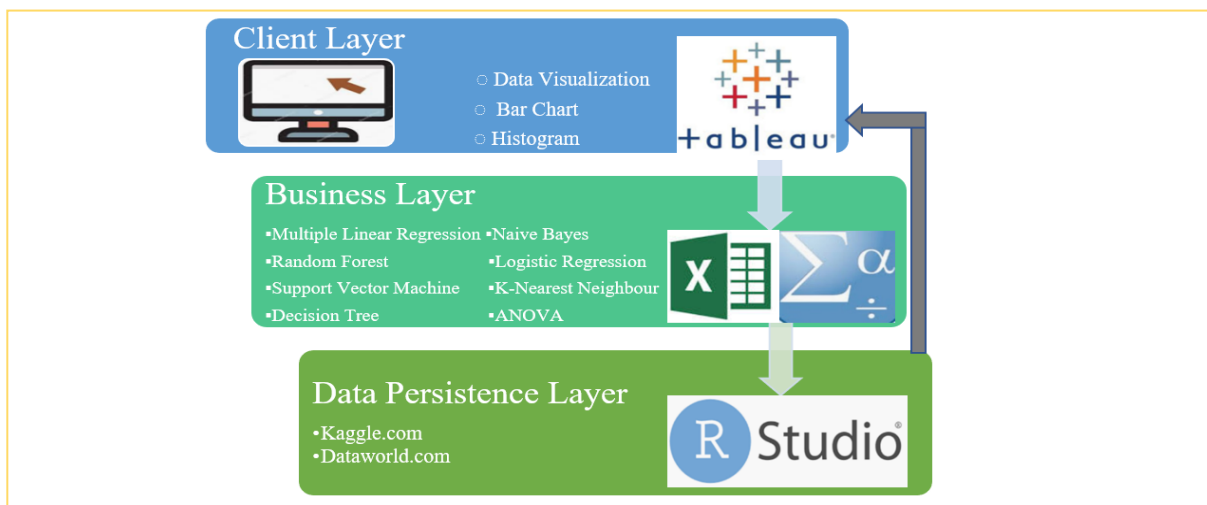 Client Layer
○ Data Visualization
○ Bar Chart
○ Histogram
+ableau
Business Layer
▪Multiple Linear Regression ▪Naive Bayes
▪Random Forest ▪Logistic Regression
▪Support Vector Machine ▪K-Nearest Neighbour
▪Decision Tree ▪ANOVA
X
Σ α ÷
Data Persistence Layer
•Kaggle.com
•Dataworld.com
R Studio®